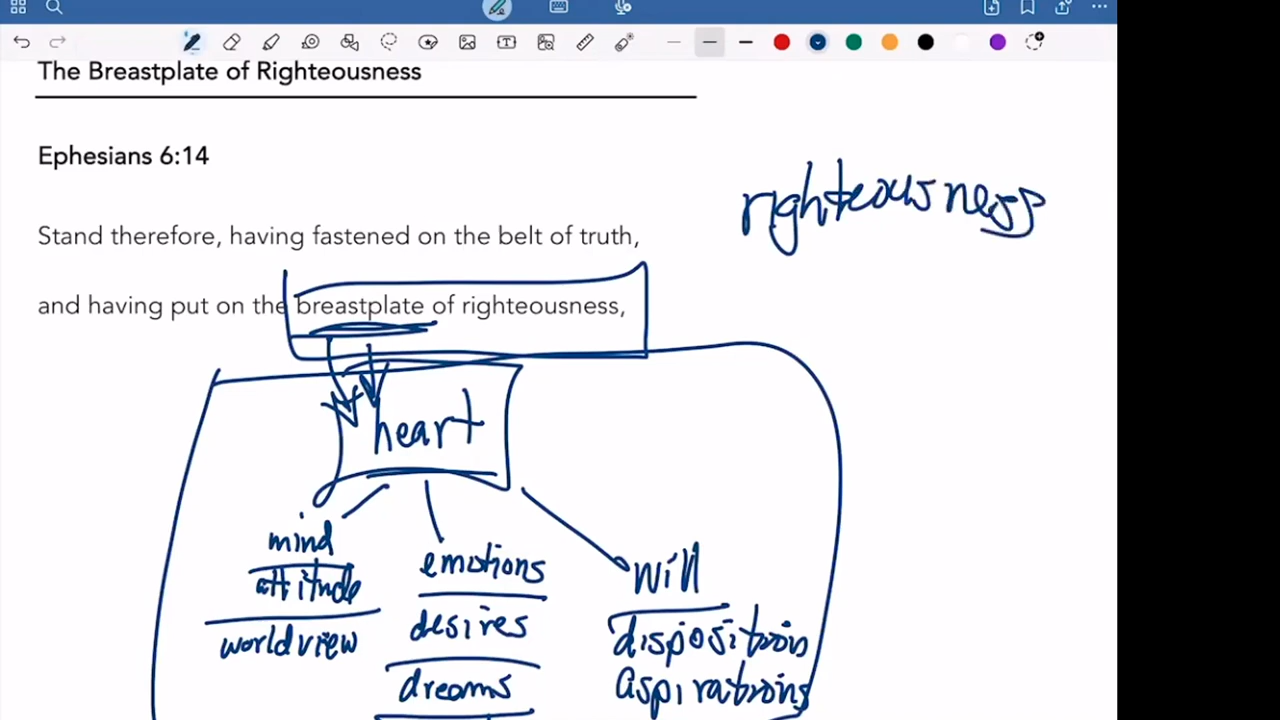 The Breastplate of Righteousness
Ephesians 6:14
righteousness
Stand therefore, having fastened on the belt of truth,
and having put on the breastplate of righteousness,
heart
mind
emotions
will
attitude
desires
disposition
worldview
dreams
aspirations